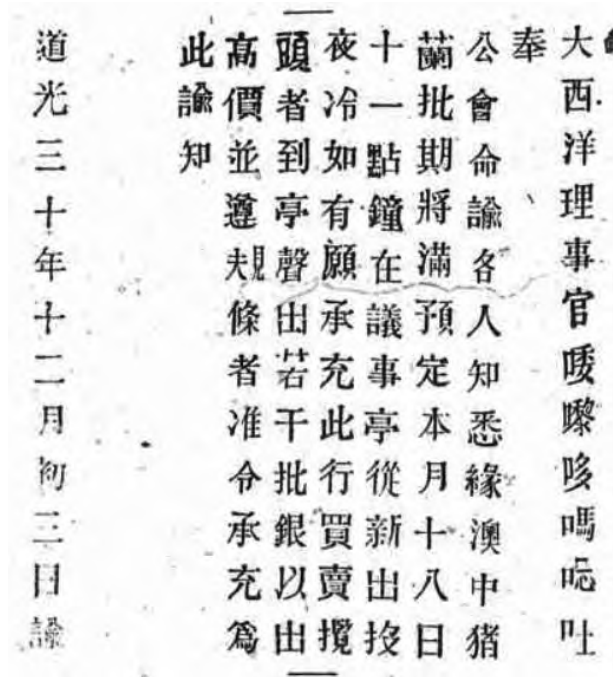 大西洋理事官唩嚟哆嗎吐
奉
公會命諭各人知悉緣澳中猪
蘭批期將滿預定本月十八日
十一點鐘在議事亭從新出投
夜冷如有願承充此行買賣攬
頭者到亭聲出若干批銀以出
高價並遵規條者准令承充爲
此諭知
道光三十年十二月初三日諭